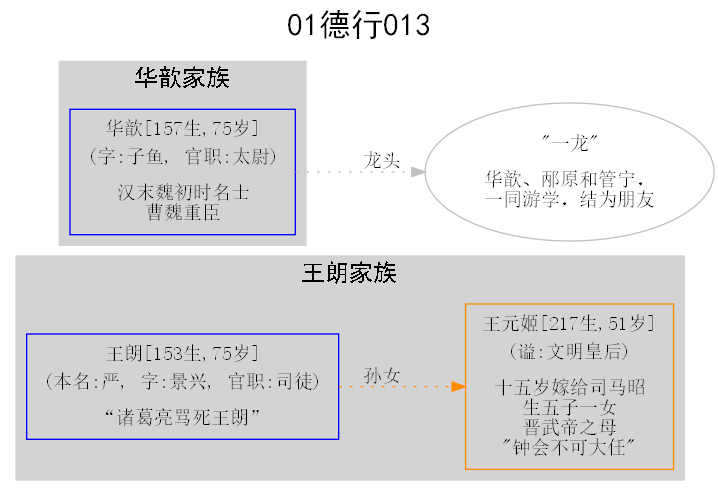 01德行013
华歆家族
华歆[157生,75岁]
(字:子鱼, 官职:太尉)
汉末魏初时名士
曹魏重臣
龙头
"一龙"
华歆、邴原和管宁，
一同游学，结为朋友
王朗家族
王朗[153生,75岁]
(本名:严, 字:景兴, 官职:司徒)
“诸葛亮骂死王朗”
孙女
王元姬[217生,51岁]
(谥:文明皇后)
十五岁嫁给司马昭
生五子一女
晋武帝之母
"钟会不可大任"